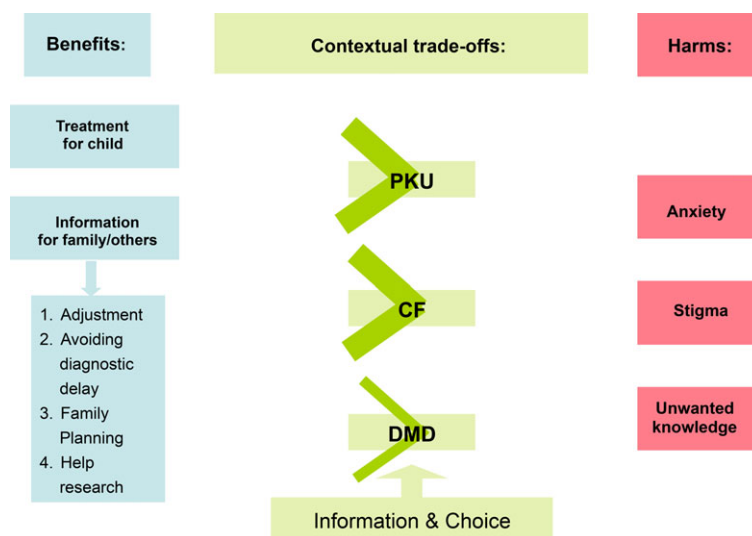 Benefits:
Contextual trade-offs:
Harms:
Treatment
for child
Information
for family/others
1. Adjustment
2. Avoiding
diagnostic
delay
3. Family
Planning
4. Help
research
PKU
CF
DMD
Information & Choice
Anxiety
Stigma
Unwanted
knowledge